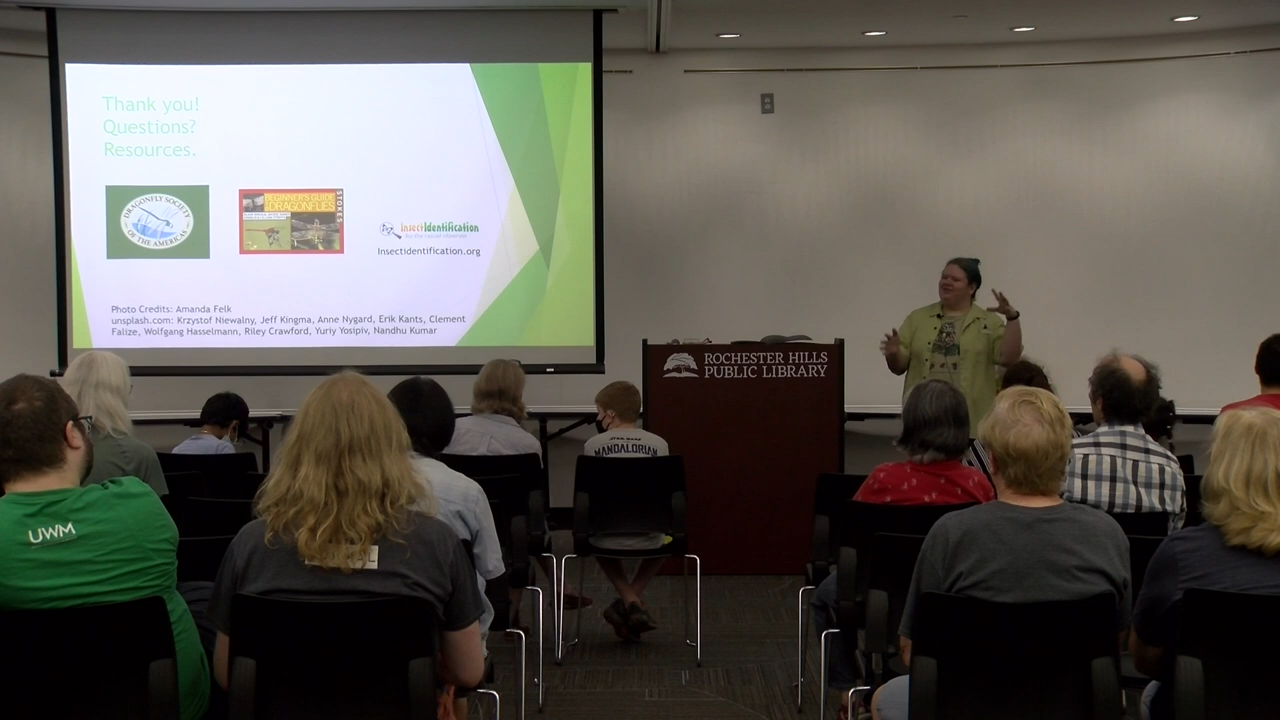 Thank you!
Questions?
Resources.
DRAGONFLY SOCIETY
OF THE AMERICAS
BEGINNER'S GUIDE
DRAGONFLIES
STOKES
InsectIdentification
Insectidentification.org
Photo Credits: Amanda Felk
unsplash.com: Krzystof Niewalny, Jeff Kingma, Anne Nygard, Erik Kants, Clement
Falize, Wolfgang Hasselmann, Riley Crawford, Yuriy Yosipiv, Nandhu Kumar
ROCHESTER HILLS
PUBLIC LIBRARY
STAR WARS
MANDALORIAN
UWM